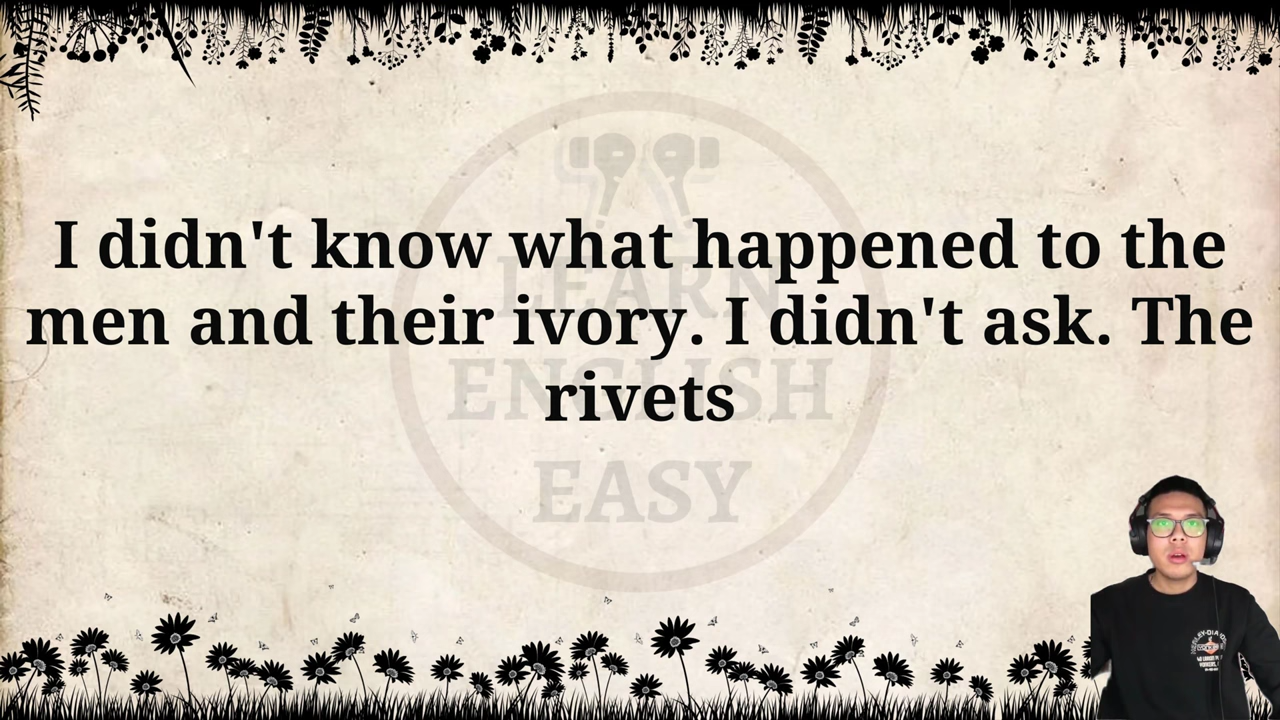 I didn't know what happened to the
men and their ivory. I didn't ask. The
rivets
LEARN
ENGLISH
EASY